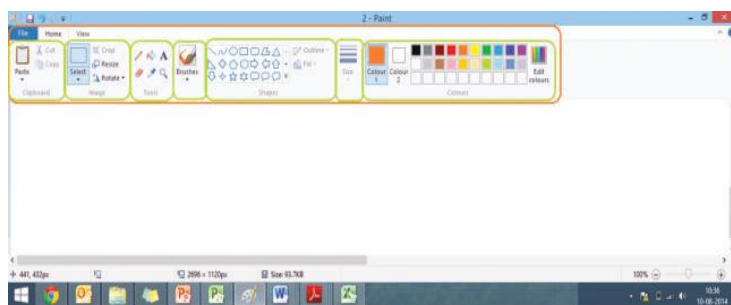 2 - Paint
File Home View
Paste
Cut
Copy
Clipboard
Select
Crop
Resize
Rotate
Image
A
Tools
Brushes
Outline
Fill
Shapes
Size
Colour 1
Colour 2
Edit colours
Colours
441, 432px
2696 × 1120px
Size: 93.7KB
100%
10:36
10-08-2014